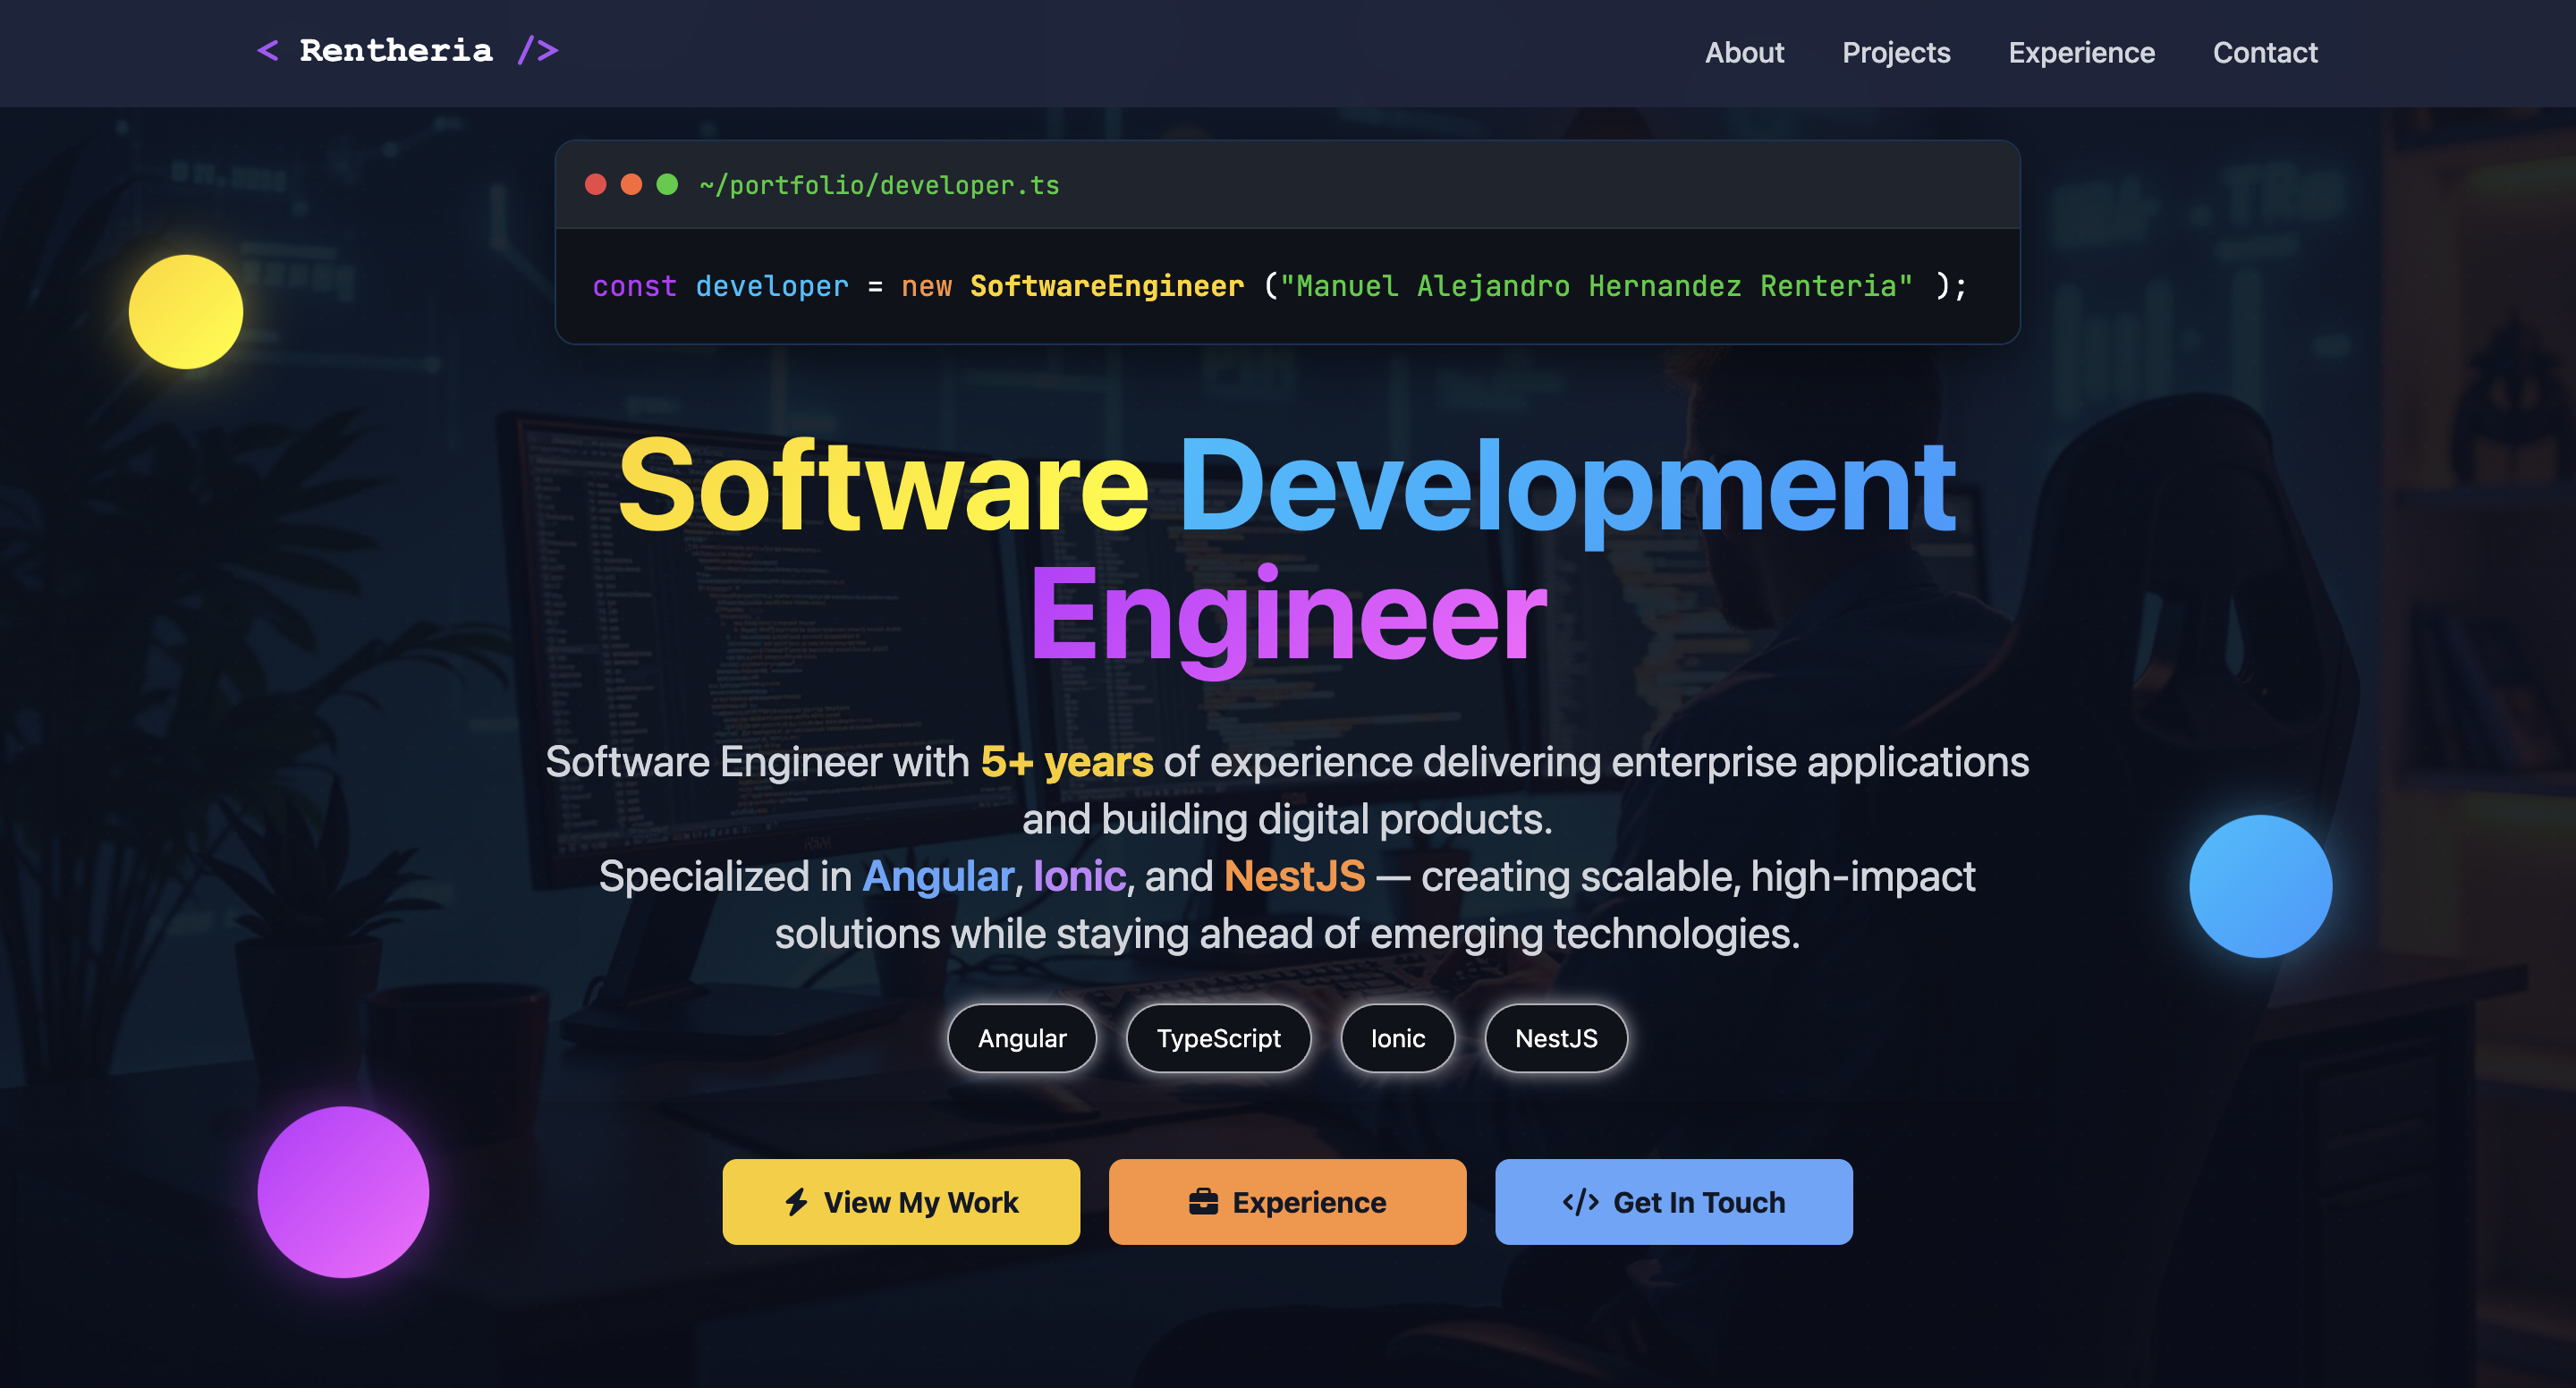 < Rentheria />
About Projects Experience Contact
~/portfolio/developer.ts
const developer = new SoftwareEngineer ("Manuel Alejandro Hernandez Renteria" );
Software Development
Engineer
Software Engineer with 5+ years of experience delivering enterprise applications
and building digital products.
Specialized in Angular, Ionic, and NestJS — creating scalable, high-impact
solutions while staying ahead of emerging technologies.
Angular TypeScript Ionic NestJS
View My Work Experience </> Get In Touch